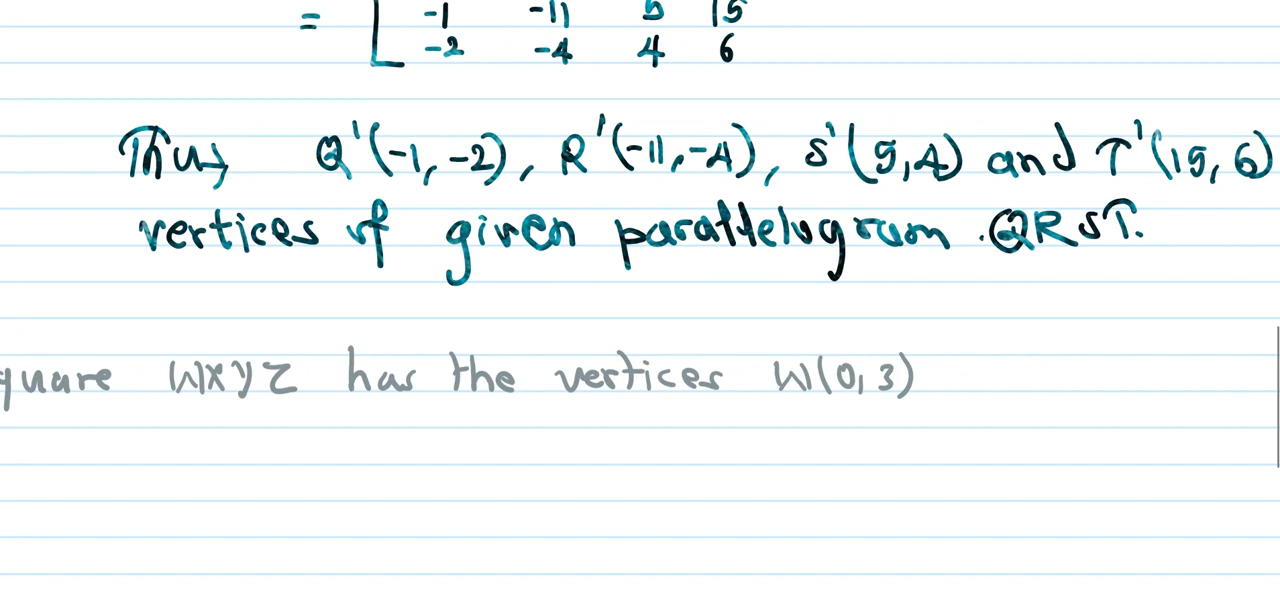 -1 -11 5 15
= [ -2 -4 4 6
Thus Q'(-1, -2), R'(-11, -4), S'(5, 4) and T'(15, 6)
vertices of given parallelogram QRST.
quare WXYZ has the vertices W(0, 3)